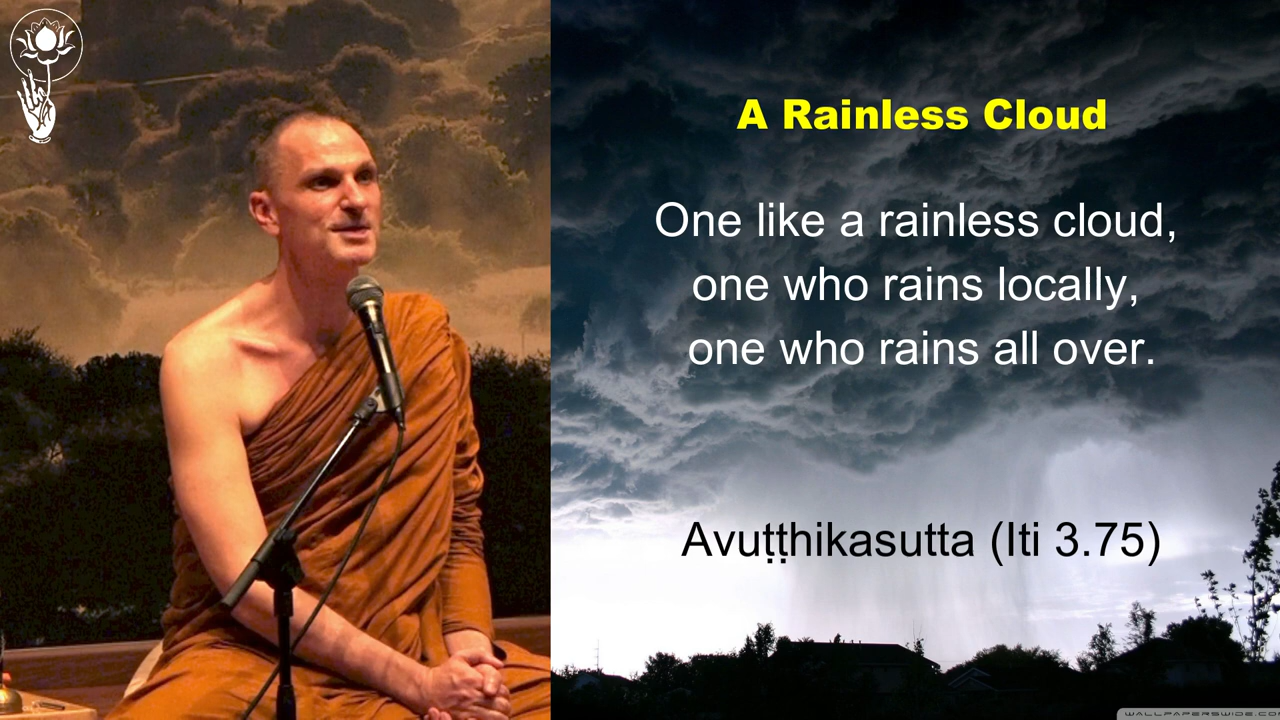 A Rainless Cloud
One like a rainless cloud,
one who rains locally,
one who rains all over.
Avuṭṭhikasutta (Iti 3.75)
WALLPAPERSWIDE.CO